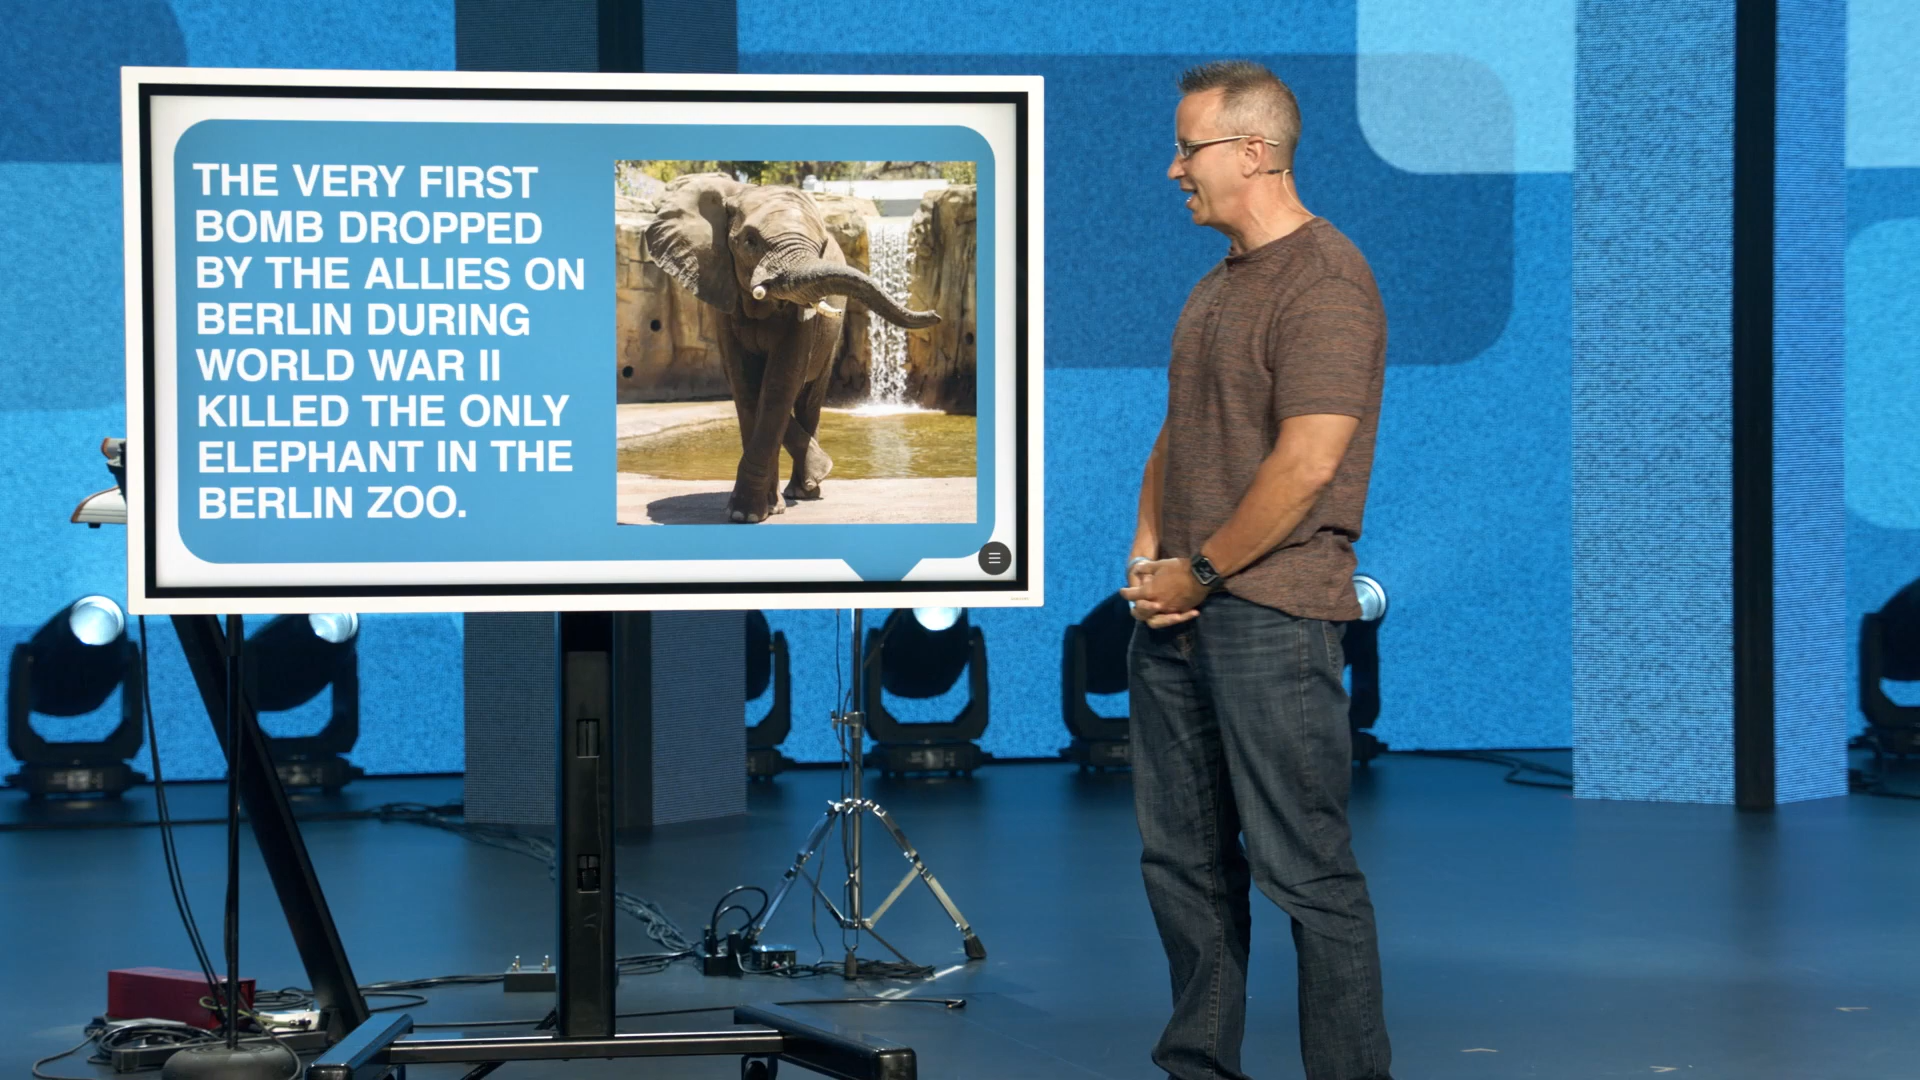 THE VERY FIRST
BOMB DROPPED
BY THE ALLIES ON
BERLIN DURING
WORLD WAR II
KILLED THE ONLY
ELEPHANT IN THE
BERLIN ZOO.